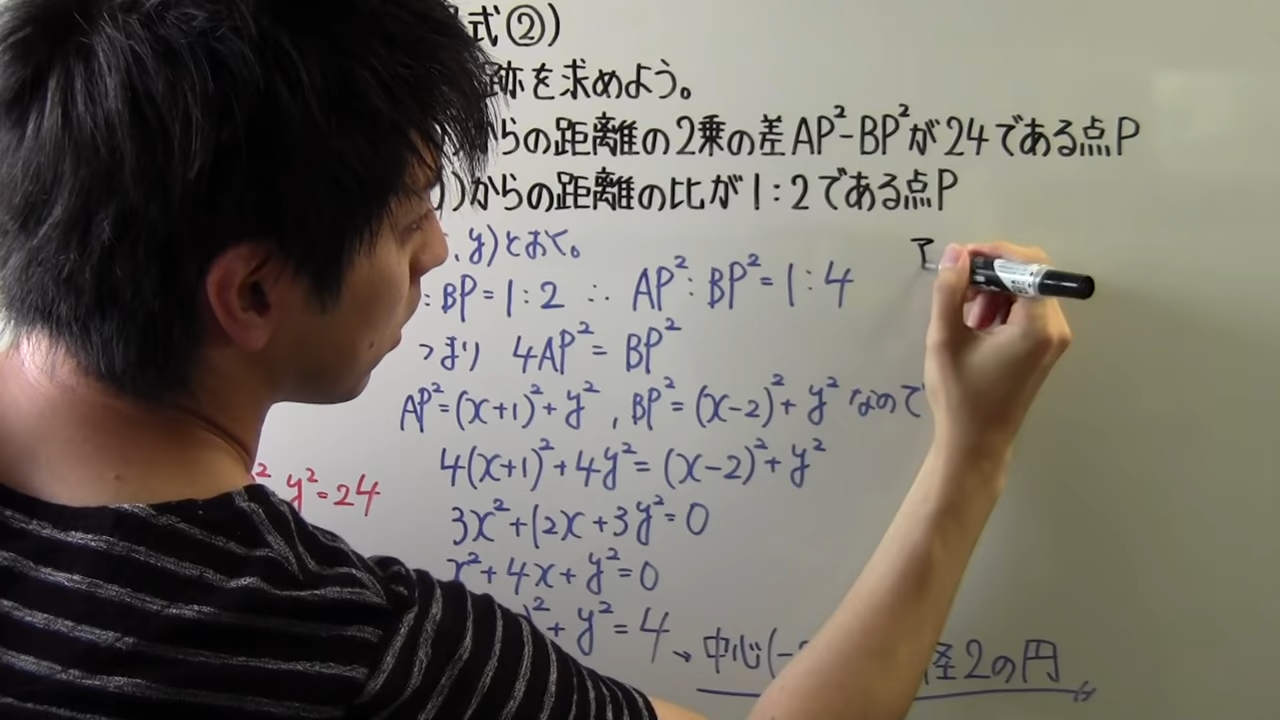 式②)
跡を求めよう。
からの距離の2乗の差AP²-BP²が24である点P
)からの距離の比が1:2である点P
, y)とおく。
:BP=1:2 ∴ AP²:BP²=1:4
つまり 4AP²=BP²
AP²=(x+1)²+y², BP²=(x-2)²+y² なので
4(x+1)²+4y²=(x-2)²+y²
² y²=24
3x²+12x+3y²=0
x²+4x+y²=0
)²+y²=4 → 中心(- 径2の円